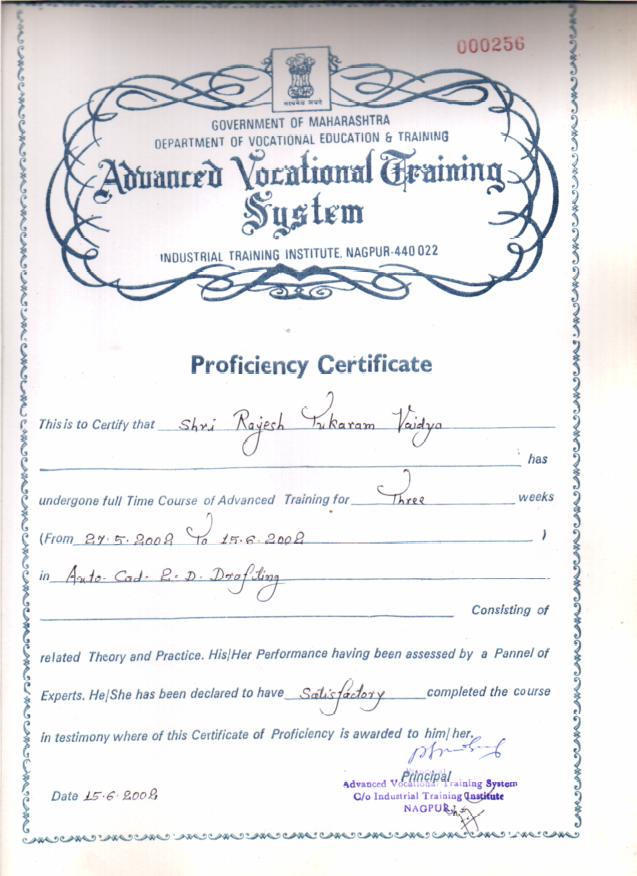 000256
सत्यमेव जयते
GOVERNMENT OF MAHARASHTRA
DEPARTMENT OF VOCATIONAL EDUCATION & TRAINING
Advanced Vocational Training
System
INDUSTRIAL TRAINING INSTITUTE, NAGPUR-440 022
Proficiency Certificate
This is to Certify that Shri Rajesh Tukaram Vaidya
has
undergone full Time Course of Advanced Training for Three weeks
(From 27.5.2002 To 15.6.2002 )
in Auto-Cad-2.D. Drafting
Consisting of
related Theory and Practice. His/Her Performance having been assessed by a Pannel of
Experts. He/She has been declared to have Satisfactory completed the course
in testimony where of this Certificate of Proficiency is awarded to him/her.
Principal
Advanced Vocational Training System
Date 15.6.2002
C/o Industrial Training Institute
NAGPUR